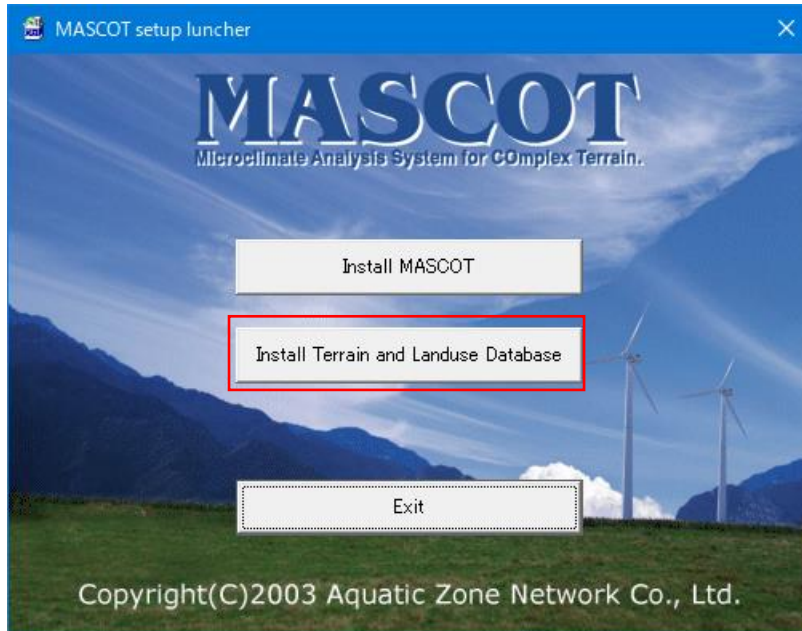 MASCOT setup luncher
MASCOT
Microclimate Analysis System for COmplex Terrain.
Install MASCOT
Install Terrain and Landuse Database
Exit
Copyright(C)2003 Aquatic Zone Network Co., Ltd.